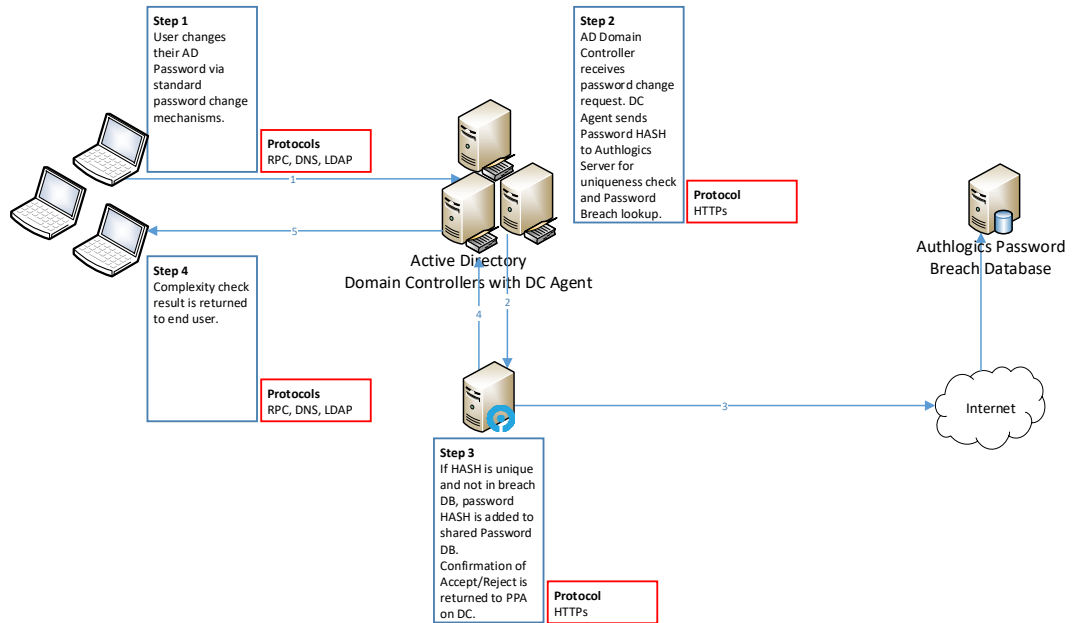 Step 1
User changes
their AD
Password via
standard
password change
mechanisms.
Protocols
RPC, DNS, LDAP
1
Step 2
AD Domain
Controller
receives
password change
request. DC
Agent sends
Password HASH
to Authlogics
Server for
uniqueness check
and Password
Breach lookup.
Protocol
HTTPs
5
Active Directory
Domain Controllers with DC Agent
Authlogics Password
Breach Database
Step 4
Complexity check
result is returned
to end user.
Protocols
RPC, DNS, LDAP
4
2
3
Internet
Step 3
If HASH is unique
and not in breach
DB, password
HASH is added to
shared Password
DB.
Confirmation of
Accept/Reject is
returned to PPA
on DC.
Protocol
HTTPs